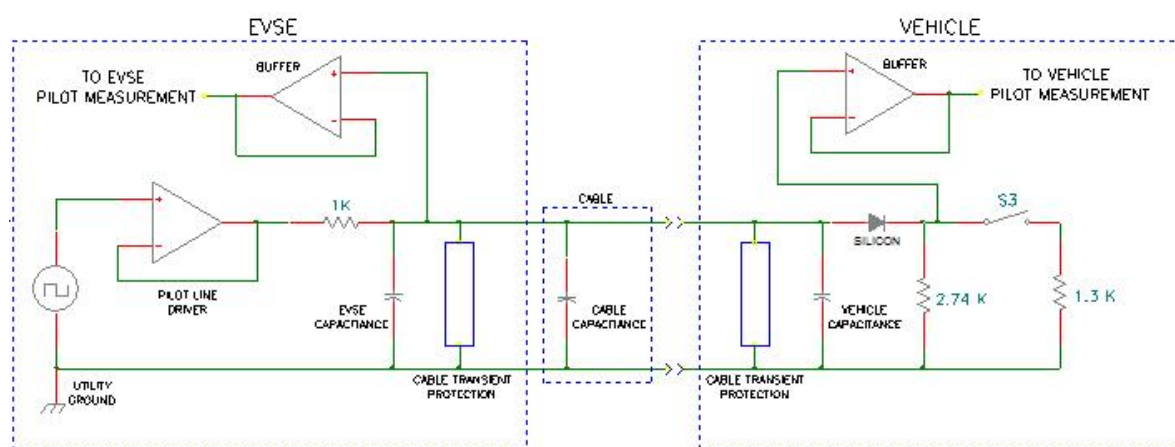 EVSE
VEHICLE
BUFFER
TO EVSE
PILOT MEASUREMENT
BUFFER
TO VEHICLE
PILOT MEASUREMENT
1K
CABLE
S3
SILICON
PILOT LINE
DRIVER
EVSE
CAPACITANCE
CABLE
CAPACITANCE
VEHICLE
CAPACITANCE
2.74 K
1.3 K
UTILITY
GROUND
CABLE TRANSIENT
PROTECTION
CABLE TRANSIENT
PROTECTION